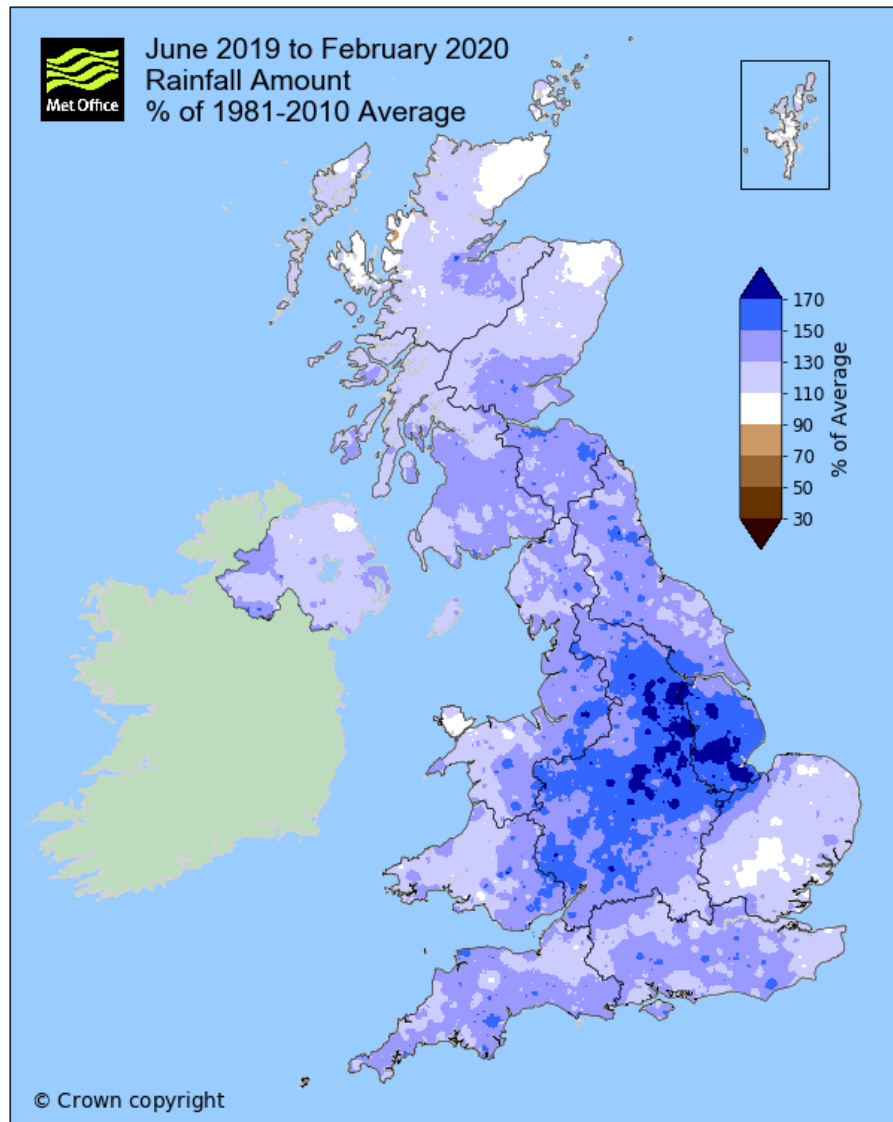 June 2019 to February 2020
Rainfall Amount
% of 1981-2010 Average
Met Office
170
150
130
110
90
70
50
30
% of Average
© Crown copyright